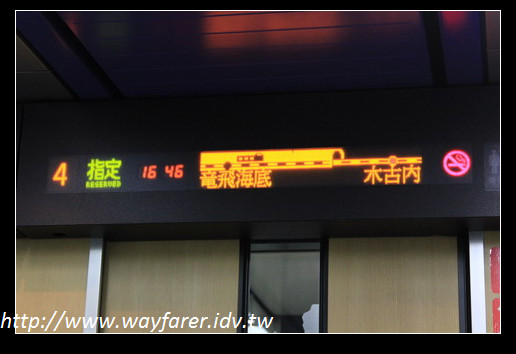 4 指定 16 46
RESERVED
竜飛海底 木古内
http://www.wayfarer.idv.tw